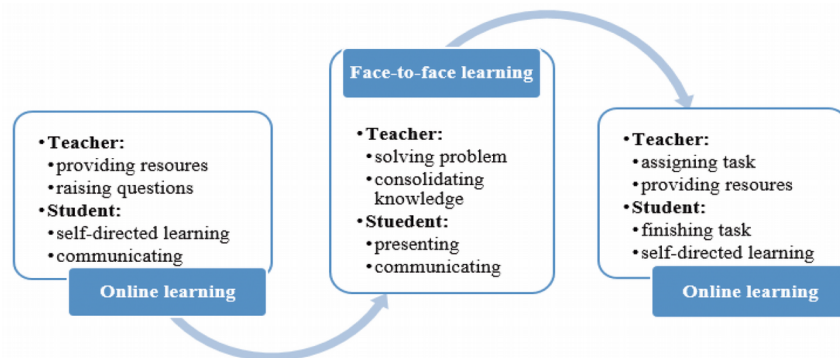 •Teacher:
•providing resoures
•raising questions
•Student:
•self-directed learning
•communicating
Online learning
Face-to-face learning
•Teacher:
•solving problem
•consolidating
knowledge
•Stuedent:
•presenting
•communicating
•Teacher:
•assigning task
•providing resoures
•Student:
•finishing task
•self-directed learning
Online learning